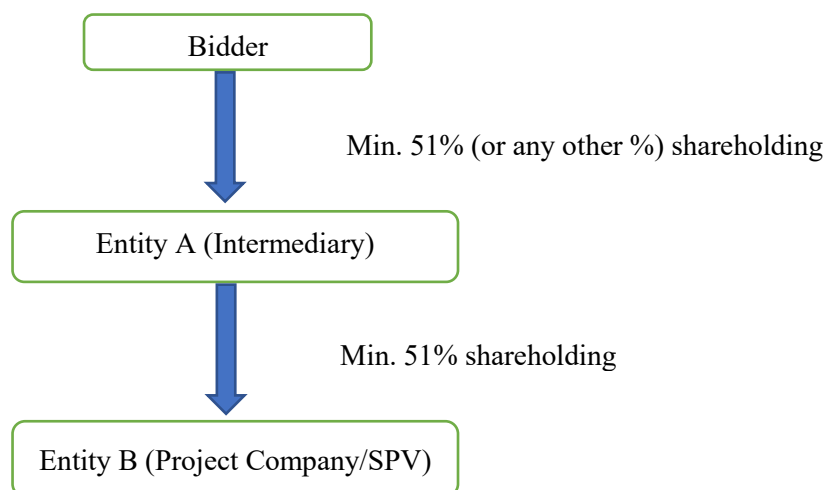 Bidder
Min. 51% (or any other %) shareholding
Entity A (Intermediary)
Min. 51% shareholding
Entity B (Project Company/SPV)